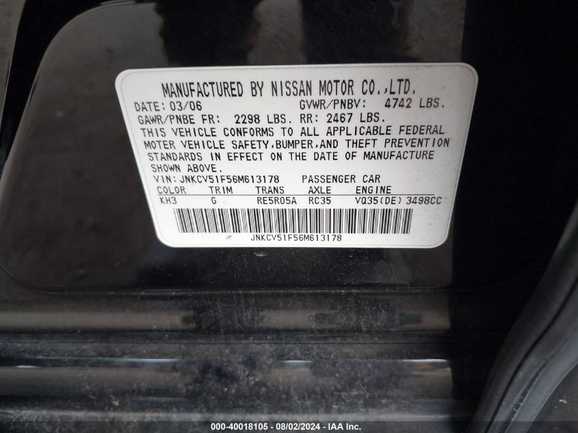 MANUFACTURED BY NISSAN MOTOR CO.,LTD.
DATE: 03/06 GVWR/PNBV: 4742 LBS.
GAWR/PNBE FR: 2298 LBS. RR: 2467 LBS.
THIS VEHICLE CONFORMS TO ALL APPLICABLE FEDERAL
MOTOR VEHICLE SAFETY,BUMPER,AND THEFT PREVENTION
STANDARDS IN EFFECT ON THE DATE OF MANUFACTURE
SHOWN ABOVE.
VIN: JNKCV51F56M613178 PASSENGER CAR
COLOR TRIM TRANS AXLE ENGINE
KH3 G RE5R05A RC35 VQ35(DE) 3498CC
JNKCV51F56M613178
000-40018105 - 08/02/2024 - IAA Inc.